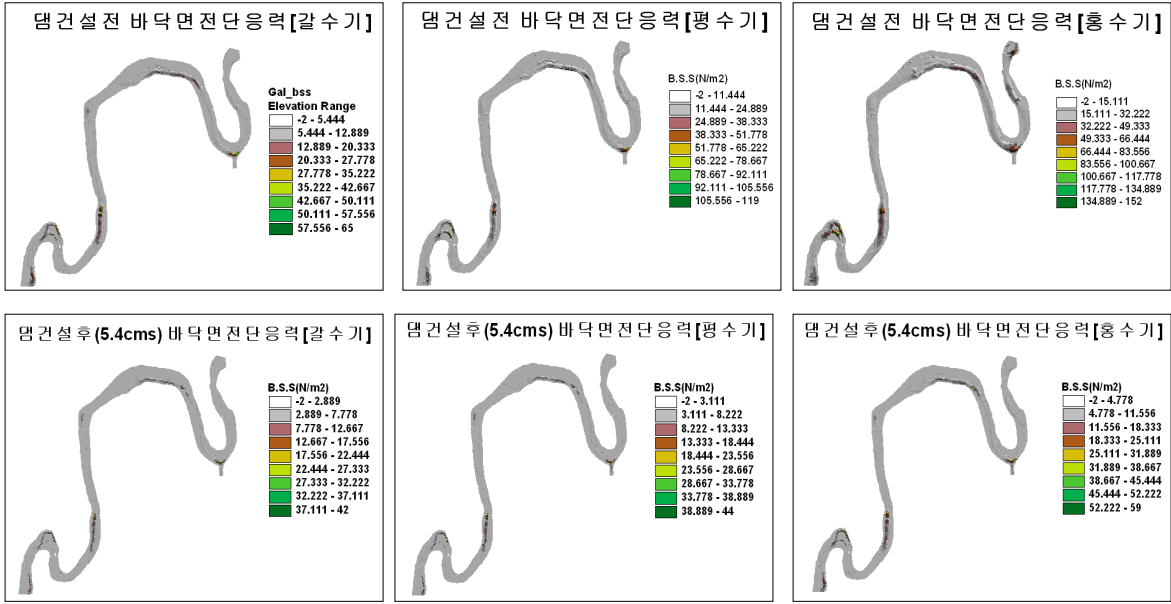 댐건설전 바닥면전단응력[갈수기]
Gal_bss
Elevation Range
-2 - 5.444
5.444 - 12.889
12.889 - 20.333
20.333 - 27.778
27.778 - 35.222
35.222 - 42.667
42.667 - 50.111
50.111 - 57.556
57.556 - 65
댐건설전 바닥면전단응력[평수기]
B.S.S(N/m2)
-2 - 11.444
11.444 - 24.889
24.889 - 38.333
38.333 - 51.778
51.778 - 65.222
65.222 - 78.667
78.667 - 92.111
92.111 - 105.556
105.556 - 119
댐건설전 바닥면전단응력[홍수기]
B.S.S(N/m2)
-2 - 15.111
15.111 - 32.222
32.222 - 49.333
49.333 - 66.444
66.444 - 83.556
83.556 - 100.667
100.667 - 117.778
117.778 - 134.889
134.889 - 152
댐건설후(5.4cms) 바닥면전단응력[갈수기]
B.S.S(N/m2)
-2 - 2.889
2.889 - 7.778
7.778 - 12.667
12.667 - 17.556
17.556 - 22.444
22.444 - 27.333
27.333 - 32.222
32.222 - 37.111
37.111 - 42
댐건설후(5.4cms) 바닥면전단응력[평수기]
B.S.S(N/m2)
-2 - 3.111
3.111 - 8.222
8.222 - 13.333
13.333 - 18.444
18.444 - 23.556
23.556 - 28.667
28.667 - 33.778
33.778 - 38.889
38.889 - 44
댐건설후(5.4cms) 바닥면전단응력[홍수기]
B.S.S(N/m2)
-2 - 4.778
4.778 - 11.556
11.556 - 18.333
18.333 - 25.111
25.111 - 31.889
31.889 - 38.667
38.667 - 45.444
45.444 - 52.222
52.222 - 59